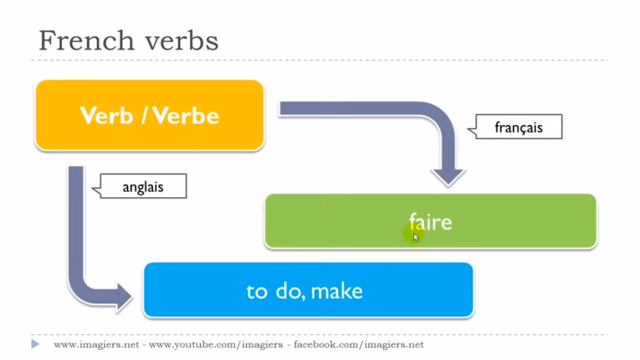 French verbs
Verb / Verbe
français
anglais
faire
to do, make
www.imagiers.net - www.youtube.com/imagiers - facebook.com/imagiers.net